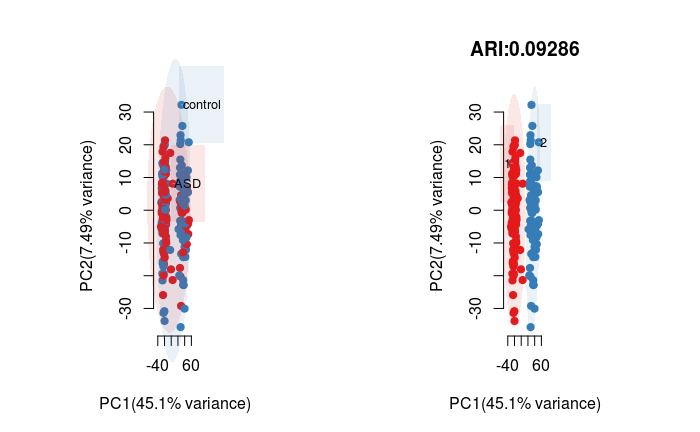 ARI:0.09286
PC2(7.49% variance)
30
20
10
0
-10
-30
control
ASD
-40 60
PC1(45.1% variance)
PC2(7.49% variance)
30
20
10
0
-10
-30
1
2
-40 60
PC1(45.1% variance)